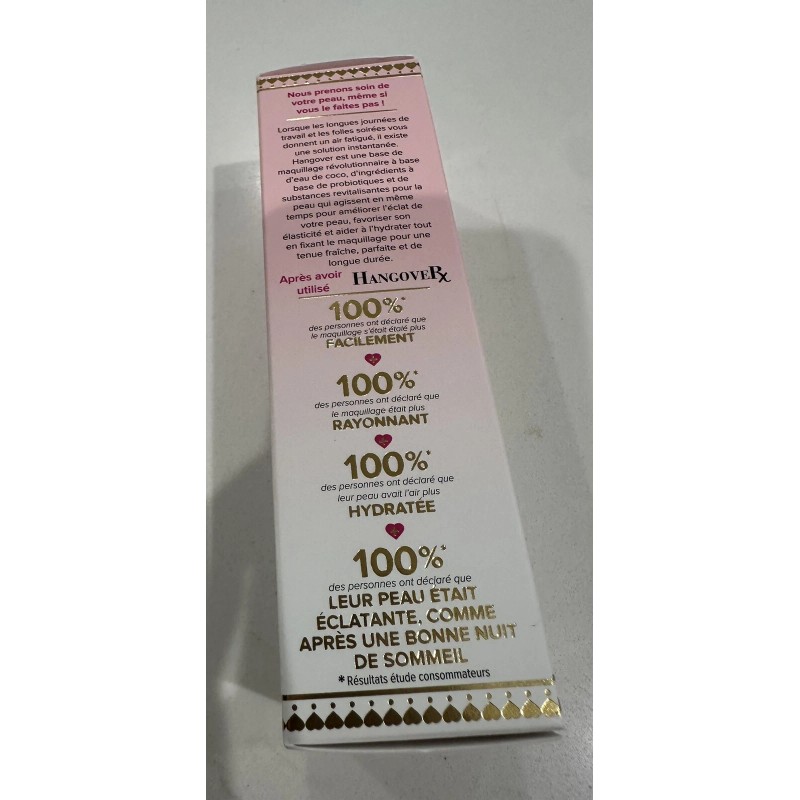 Nous prenons soin de
votre peau, même si
vous le faites pas !
Lorsque les longues journées de
travail et les folles soirées vous
donnent un air fatigué, il existe
une solution instantanée.
Hangover est une base de
maquillage révolutionnaire à base
d'eau de coco, d'ingrédients à
base de probiotiques et de
substances revitalisantes pour la
peau qui agissent en même
temps pour améliorer l'éclat de
votre peau, favoriser son
élasticité et aider à l'hydrater tout
en fixant le maquillage pour une
tenue fraîche, parfaite et de
longue durée.
Après avoir
utilisé
HANGOVERx
100%*
des personnes ont déclaré que
le maquillage s'était étalé plus
FACILEMENT
100%*
des personnes ont déclaré que
le maquillage était plus
RAYONNANT
100%*
des personnes ont déclaré que
leur peau avait l'air plus
HYDRATÉE
100%*
des personnes ont déclaré que
LEUR PEAU ÉTAIT
ÉCLATANTE, COMME
APRÈS UNE BONNE NUIT
DE SOMMEIL
* Résultats étude consommateurs